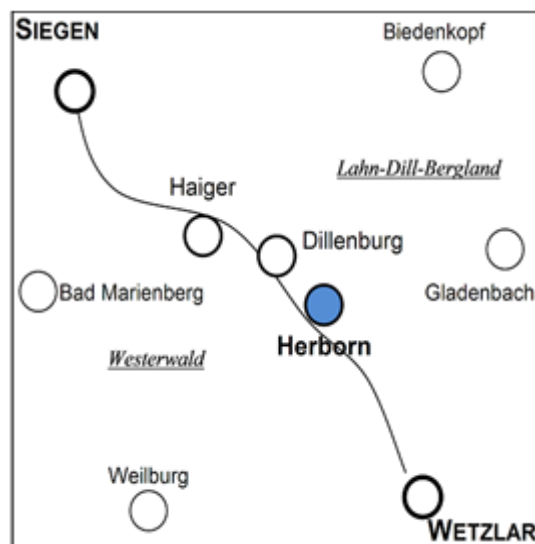 SIEGEN
Biedenkopf
Lahn-Dill-Bergland
Haiger
Dillenburg
Bad Marienberg
Gladenbach
Herborn
Westerwald
Weilburg
WETZLAR